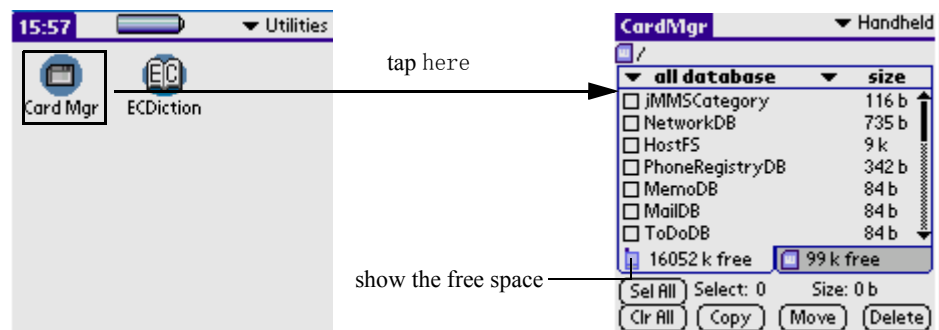 15:57
Utilities
Card Mgr
ECDiction
tap here
CardMgr
Handheld
/
all database size
jMMSCategory 116 b
NetworkDB 735 b
HostFS 9 k
PhoneRegistryDB 342 b
MemoDB 84 b
MailDB 84 b
ToDoDB 84 b
16052 k free 99 k free
show the free space
Sel All Select: 0 Size: 0 b
Clr All Copy Move Delete